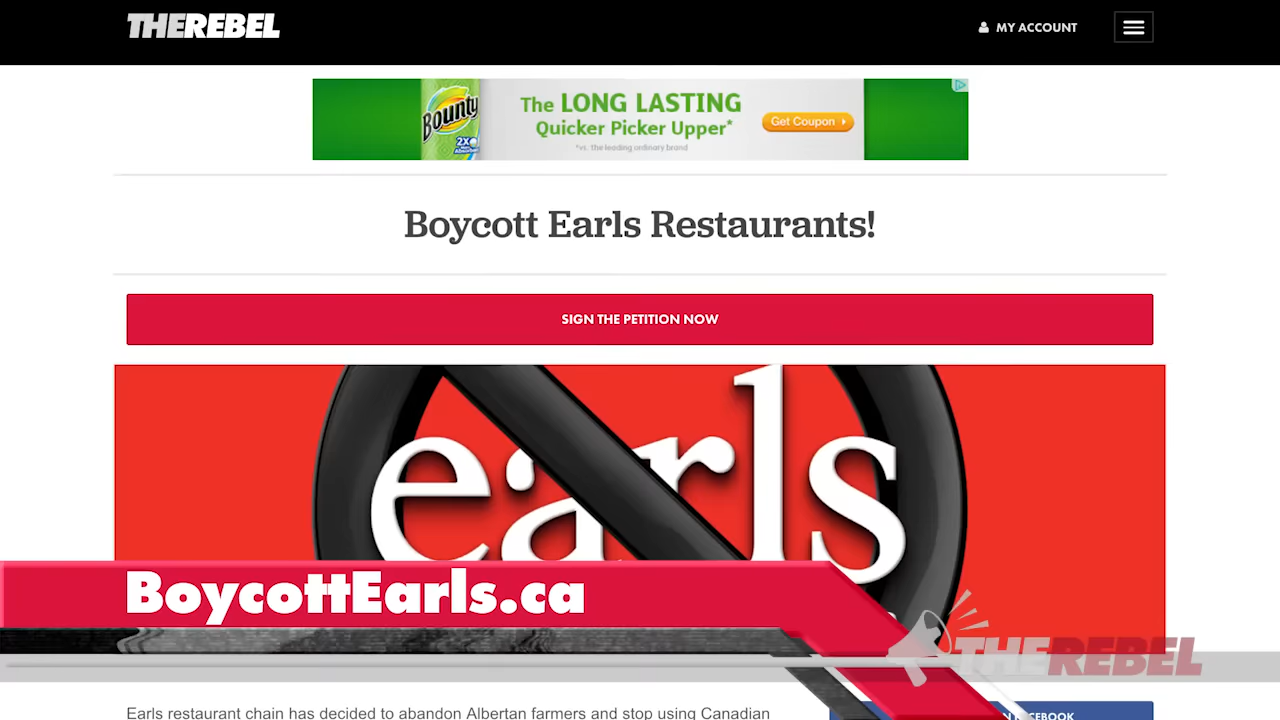 THEREBEL
MY ACCOUNT
BOUNTY
2X
The LONG LASTING
Quicker Picker Upper*
*vs. the leading ordinary brand
Get Coupon
Boycott Earls Restaurants!
SIGN THE PETITION NOW
earls
BoycottEarls.ca
THEREBEL
Earls restaurant chain has decided to abandon Albertan farmers and stop using Canadian
FACEBOOK